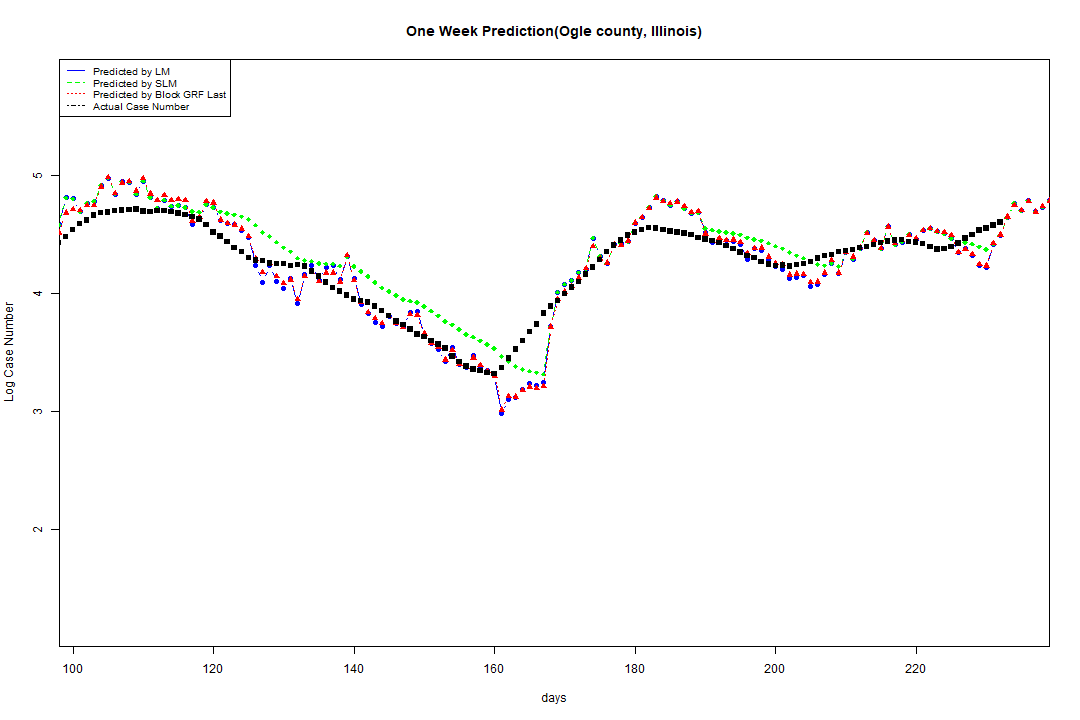 One Week Prediction(Ogle county, Illinois)
Predicted by LM
Predicted by SLM
Predicted by Block GRF Last
Actual Case Number
5
4
3
2
Log Case Number
100 120 140 160 180 200 220
days